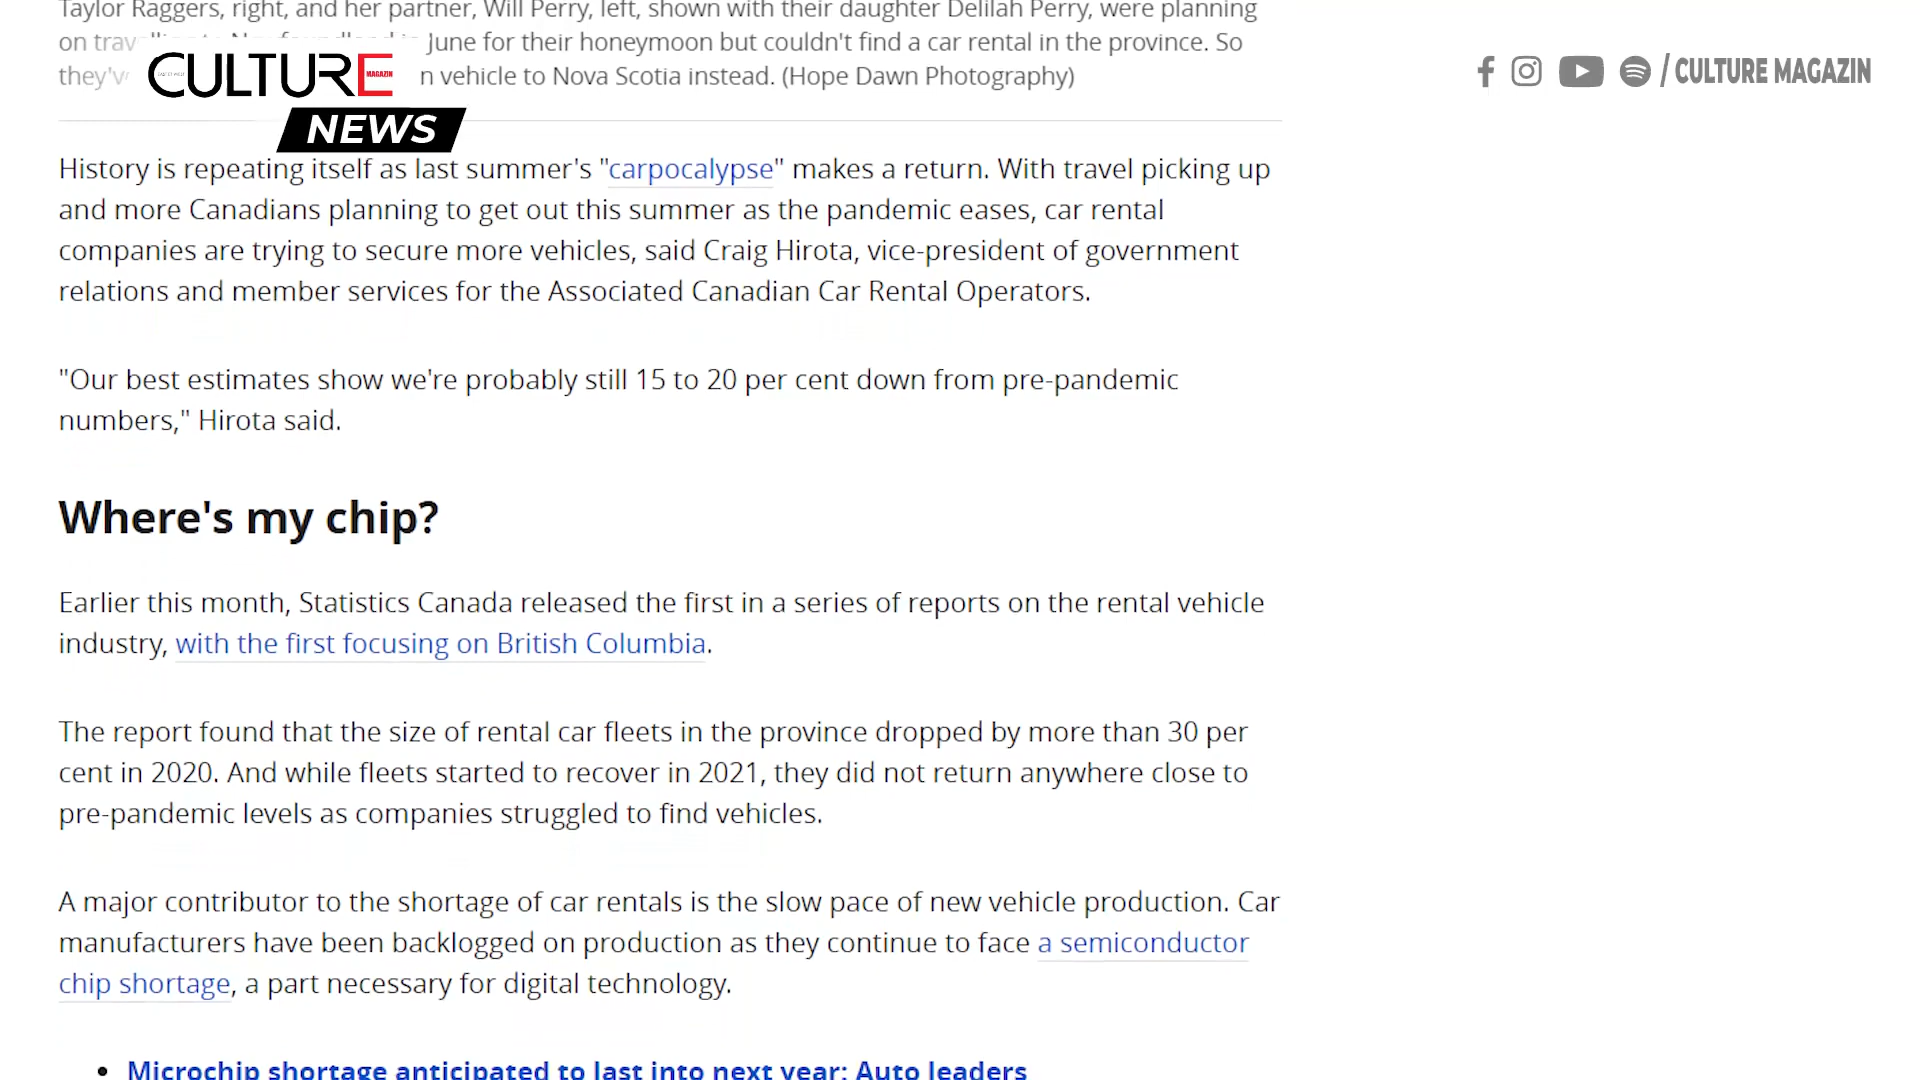 Taylor Raggers, right, and her partner, Will Perry, left, shown with their daughter Delilah Perry, were planning
on June for their honeymoon but couldn't find a car rental in the province. So
n vehicle to Nova Scotia instead. (Hope Dawn Photography)
CULTURE
MAGAZIN
NEWS
/ CULTURE MAGAZIN
History is repeating itself as last summer's "carpocalypse" makes a return. With travel picking up
and more Canadians planning to get out this summer as the pandemic eases, car rental
companies are trying to secure more vehicles, said Craig Hirota, vice-president of government
relations and member services for the Associated Canadian Car Rental Operators.
"Our best estimates show we're probably still 15 to 20 per cent down from pre-pandemic
numbers," Hirota said.
Where's my chip?
Earlier this month, Statistics Canada released the first in a series of reports on the rental vehicle
industry, with the first focusing on British Columbia.
The report found that the size of rental car fleets in the province dropped by more than 30 per
cent in 2020. And while fleets started to recover in 2021, they did not return anywhere close to
pre-pandemic levels as companies struggled to find vehicles.
A major contributor to the shortage of car rentals is the slow pace of new vehicle production. Car
manufacturers have been backlogged on production as they continue to face a semiconductor
chip shortage, a part necessary for digital technology.
• Microchip shortage anticipated to last into next year: Auto leaders